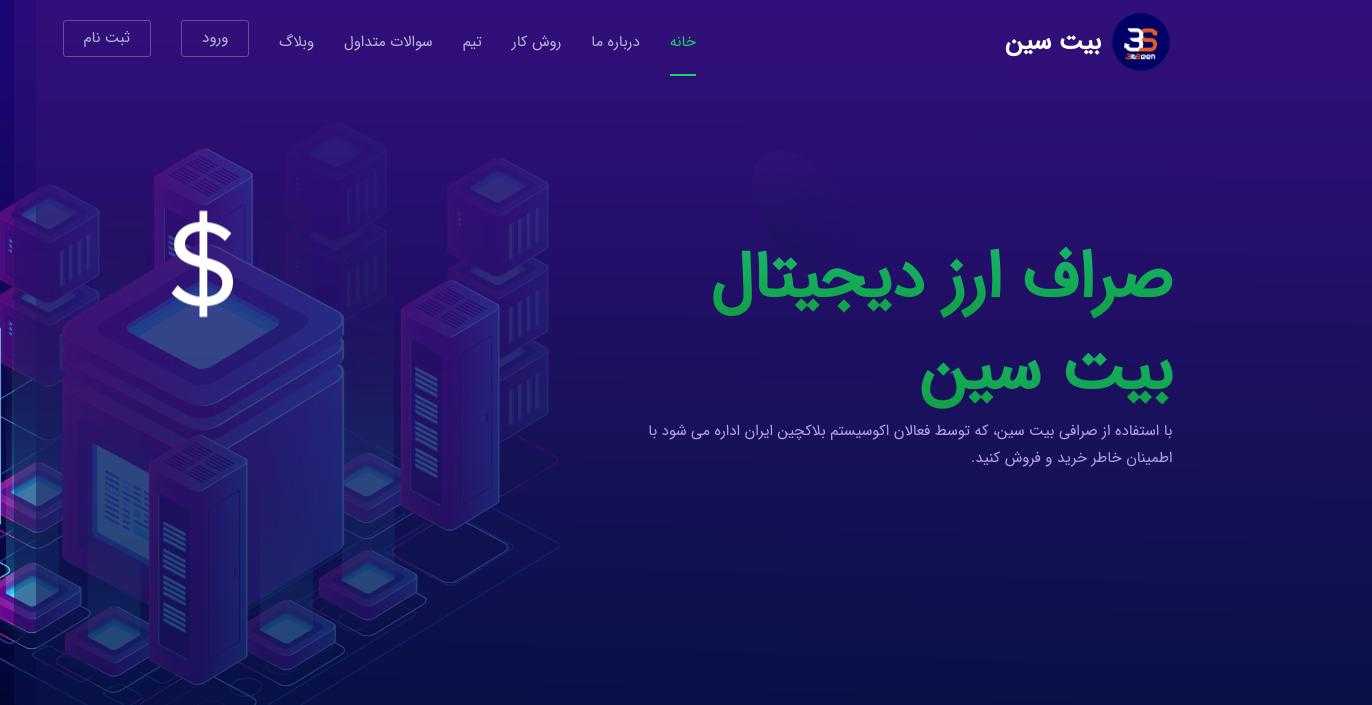 بیت سین
خانه
درباره ما
روش کار
تیم
سوالات متداول
وبلاگ
ورود
ثبت نام
صراف ارز دیجیتال
بیت سین
با استفاده از صرافی بیت سین، که توسط فعالان اکوسیستم بلاکچین ایران اداره می شود با
اطمینان خاطر خرید و فروش کنید.
$